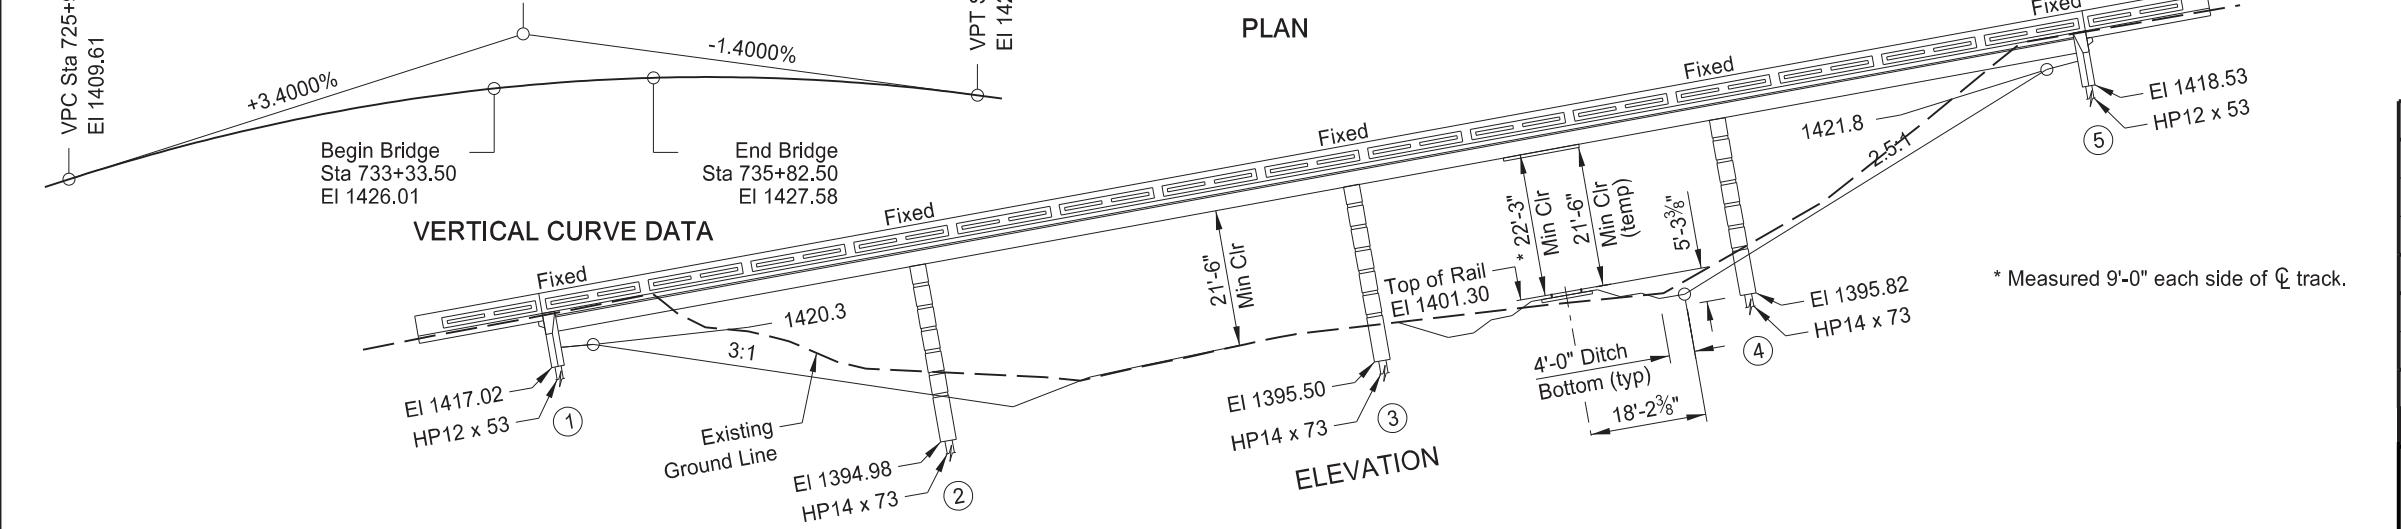 VPC Sta 725+
El 1409.61
+3.4000%
-1.4000%
VPT
El
Begin Bridge
Sta 733+33.50
El 1426.01
End Bridge
Sta 735+82.50
El 1427.58
VERTICAL CURVE DATA
PLAN
Fixed
Fixed
Fixed
Fixed
Fixed
El 1418.53
HP12 x 53
5
1421.8
2.5:1
* 22'-3"
Min Clr
21'-6"
Min Clr
(temp)
5'-3⅜"
21'-6"
Min Clr
Top of Rail
El 1401.30
* Measured 9'-0" each side of ℄ track.
1420.3
3:1
El 1417.02
HP12 x 53
1
Existing
Ground Line
El 1394.98
HP14 x 73
2
El 1395.50
HP14 x 73
3
4'-0" Ditch
Bottom (typ)
18'-2⅜"
El 1395.82
HP14 x 73
4
ELEVATION